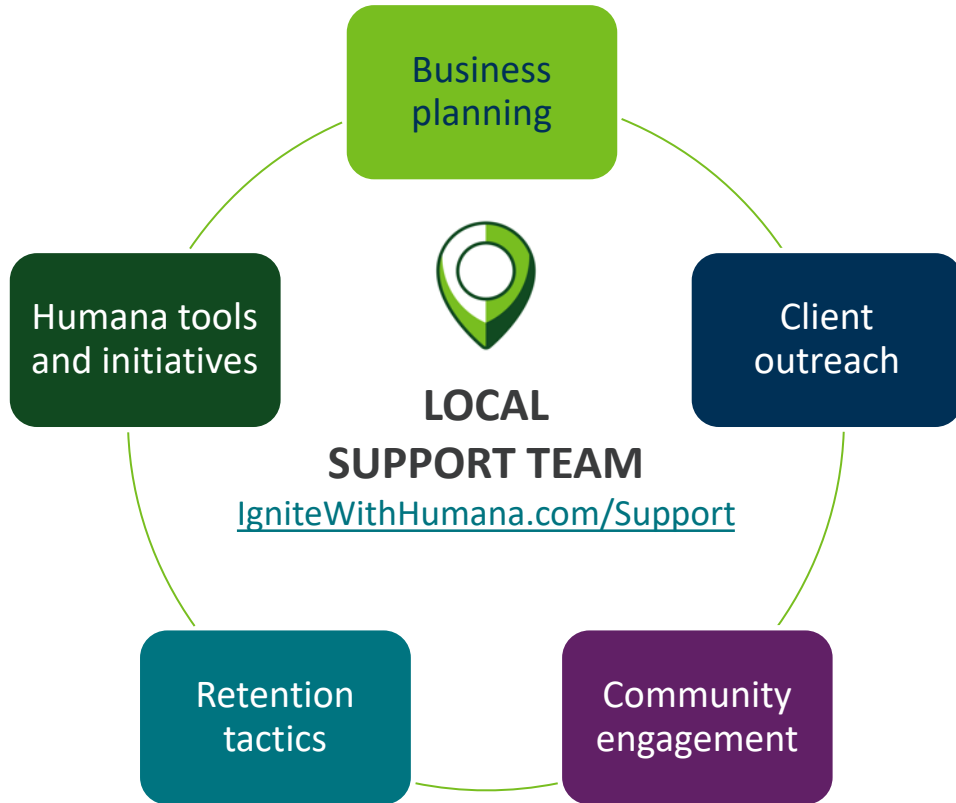 Business
planning
Humana tools
and initiatives
Client
outreach
LOCAL
SUPPORT TEAM
IgniteWithHumana.com/Support
Retention
tactics
Community
engagement